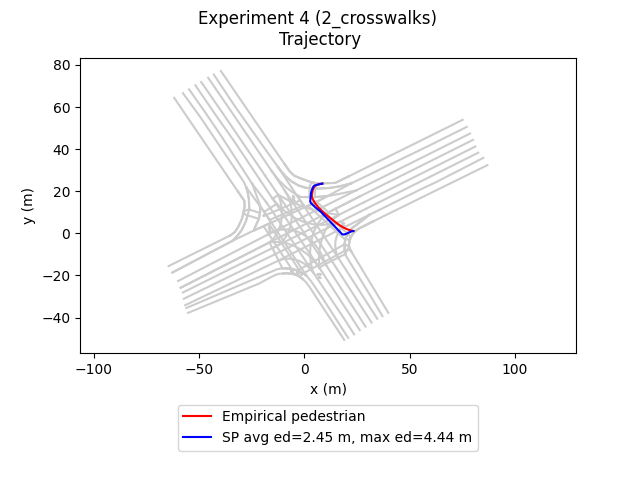 Experiment 4 (2_crosswalks)
Trajectory
80
60
40
20
0
−20
−40
y (m)
−100
−50
0
50
100
x (m)
Empirical pedestrian
SP avg ed=2.45 m, max ed=4.44 m